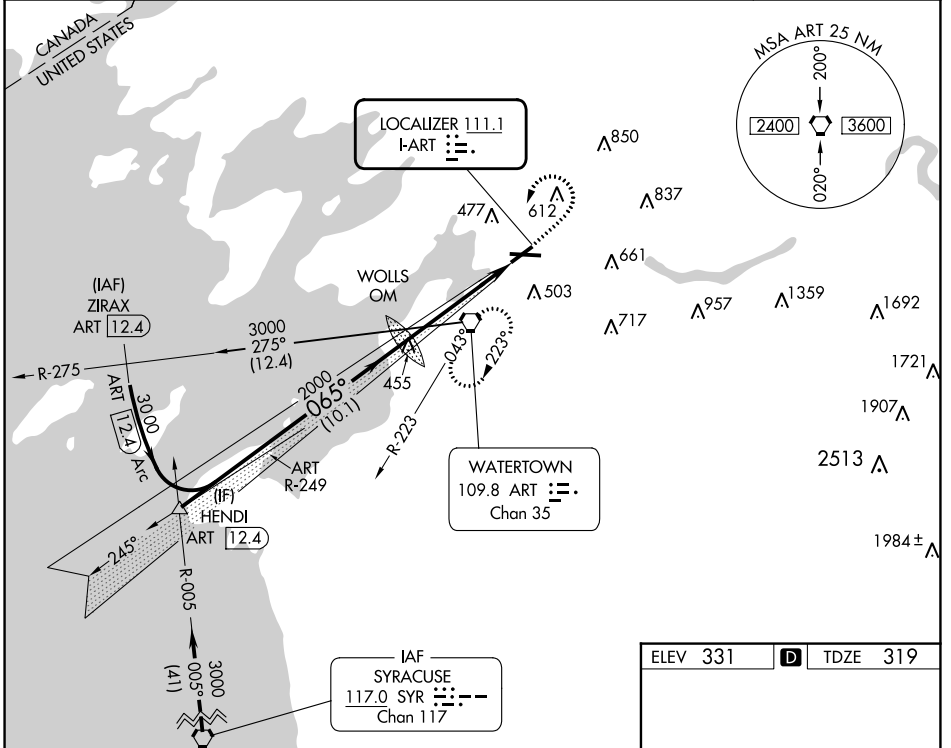 CANADA
UNITED STATES
MSA ART 25 NM
200°
2400
3600
020°
LOCALIZER 111.1
I-ART
850
837
477
612
661
503
717
957
1359
1692
1721
1907
2513
1984±
WOLLS
OM
455
(IAF)
ZIRAX
ART 12.4
3000
275°
(12.4)
R-275
3000
ART 12.4 Arc
2000
065°
(10.1)
043°
223°
R-223
ART
R-249
(IF)
HENDI
ART 12.4
245°
R-005
3000
005°
(41)
WATERTOWN
109.8 ART
Chan 35
IAF
SYRACUSE
117.0 SYR
Chan 117
ELEV 331 D TDZE 319